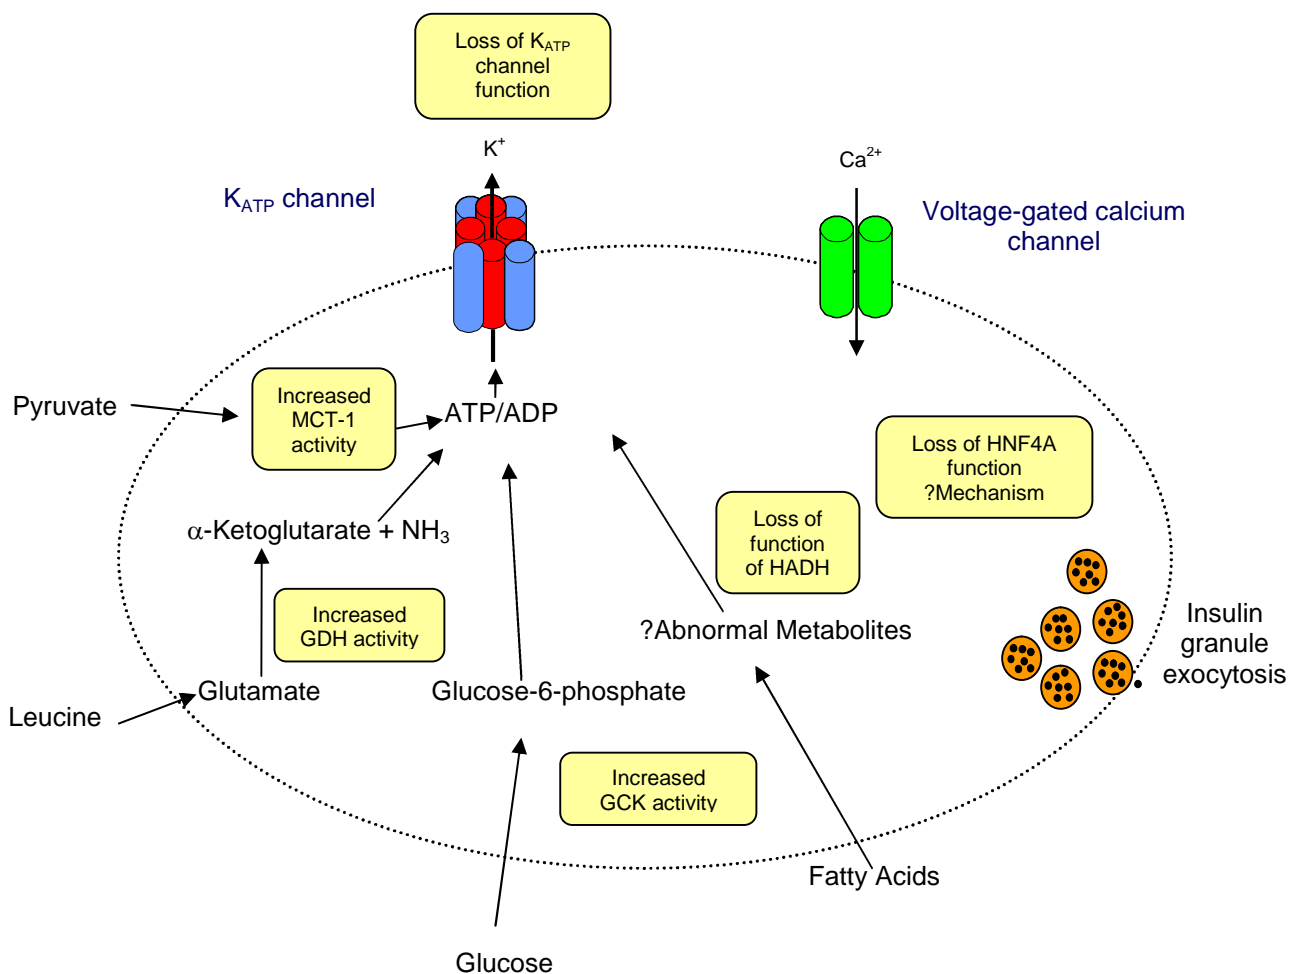 Loss of K_ATP
channel
function
K⁺
Ca²⁺
K_ATP channel
Voltage-gated calcium
channel
Pyruvate
Increased
MCT-1
activity
ATP/ADP
Loss of HNF4A
function
?Mechanism
α-Ketoglutarate + NH₃
Loss of
function
of HADH
Increased
GDH activity
?Abnormal Metabolites
Insulin
granule
exocytosis
Glutamate
Glucose-6-phosphate
Leucine
Increased
GCK activity
Fatty Acids
Glucose